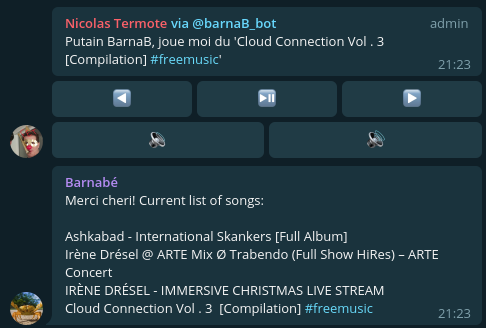 Nicolas Termote via @barnaB_bot admin
Putain BarnaB, joue moi du 'Cloud Connection Vol . 3
[Compilation] #freemusic'
21:23
Barnabé
Merci cheri! Current list of songs:
Ashkabad - International Skankers [Full Album]
Irène Drésel @ ARTE Mix Ø Trabendo (Full Show HiRes) – ARTE
Concert
IRÈNE DRÉSEL - IMMERSIVE CHRISTMAS LIVE STREAM
Cloud Connection Vol . 3 [Compilation] #freemusic
21:23